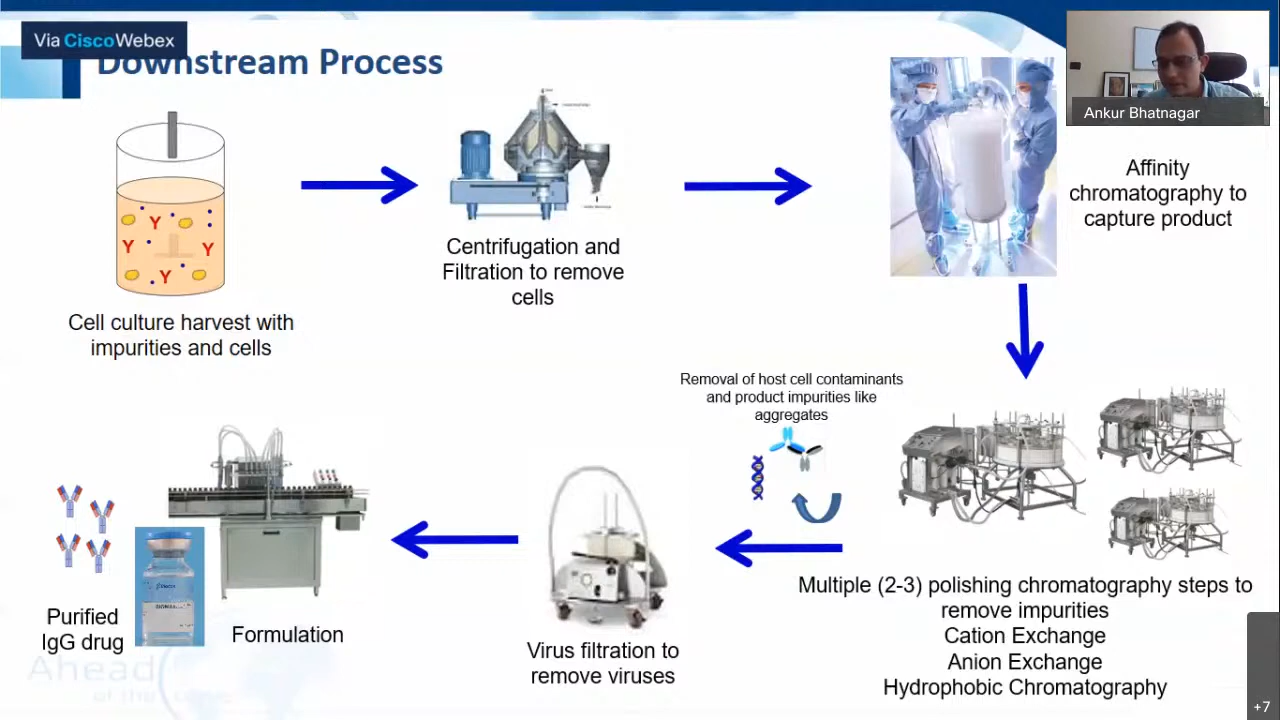 Via CiscoWebex
Downstream Process
Ankur Bhatnagar
Affinity
chromatography to
capture product
Centrifugation and
Filtration to remove
cells
Cell culture harvest with
impurities and cells
Y
Y
Y
Y
Removal of host cell contaminants
and product impurities like
aggregates
Multiple (2-3) polishing chromatography steps to
remove impurities
Cation Exchange
Anion Exchange
Hydrophobic Chromatography
Virus filtration to
remove viruses
Formulation
Purified
IgG drug
Ahead
of the
+7